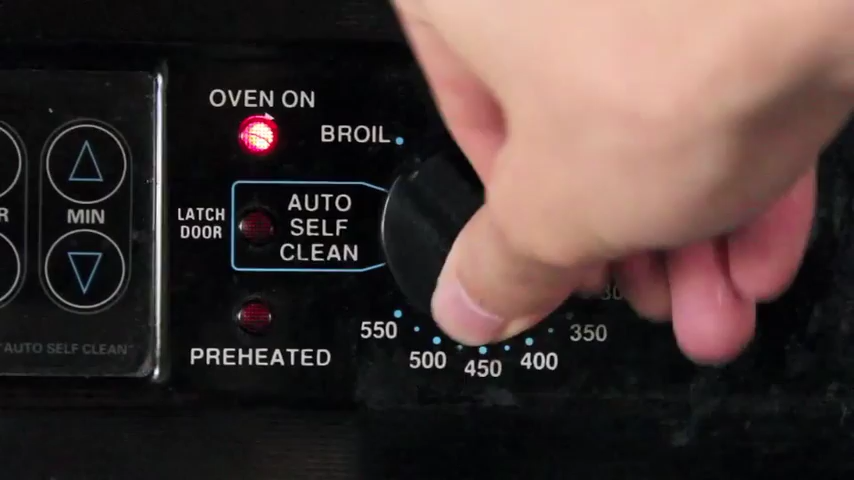 OVEN ON
BROIL
LATCH
DOOR
AUTO
SELF
CLEAN
MIN
"AUTO SELF CLEAN"
PREHEATED
550
500
450
400
350